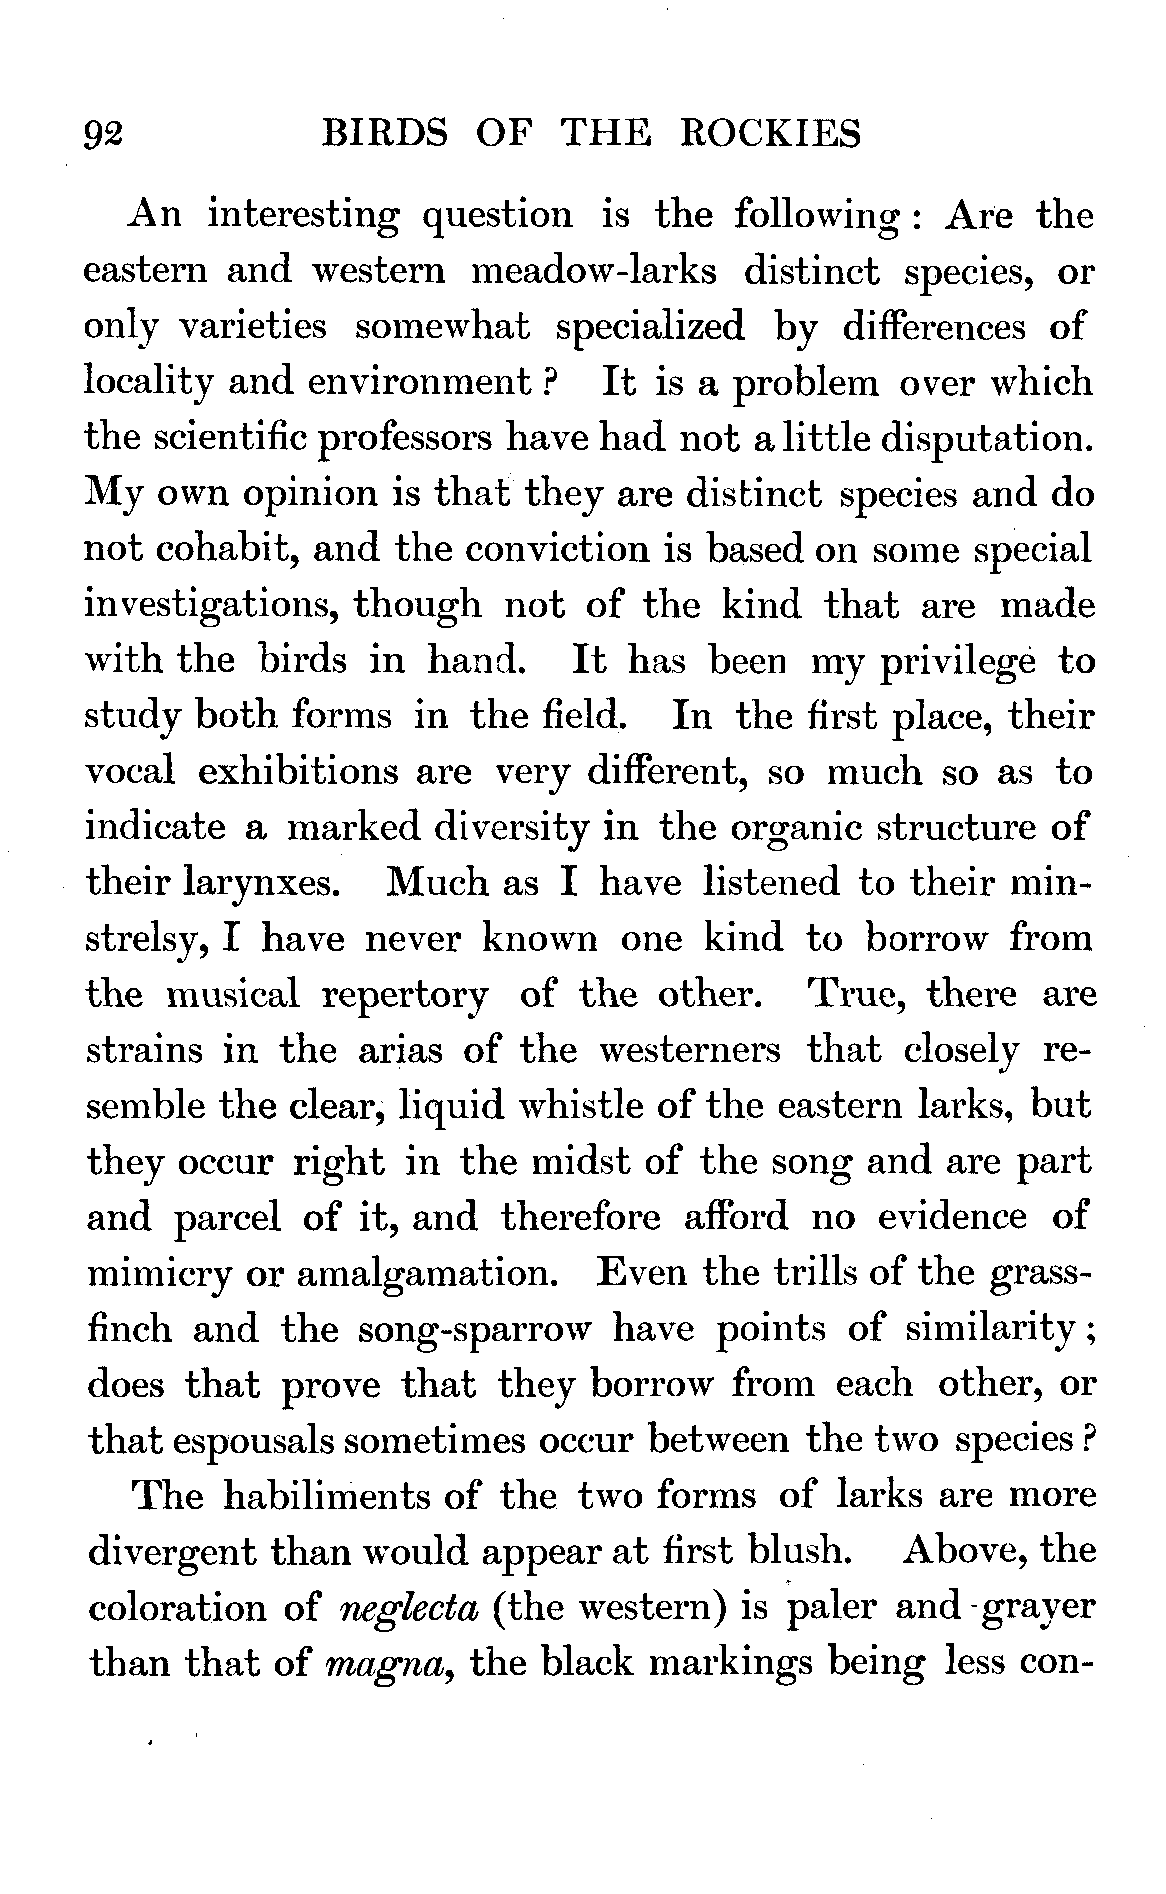 92 BIRDS OF THE ROCKIES
An interesting question is the following : Are the
eastern and western meadow-larks distinct species, or
only varieties somewhat specialized by differences of
locality and environment ? It is a problem over which
the scientific professors have had not a little disputation.
My own opinion is that they are distinct species and do
not cohabit, and the conviction is based on some special
investigations, though not of the kind that are made
with the birds in hand. It has been my privilege to
study both forms in the field. In the first place, their
vocal exhibitions are very different, so much so as to
indicate a marked diversity in the organic structure of
their larynxes. Much as I have listened to their min-
strelsy, I have never known one kind to borrow from
the musical repertory of the other. True, there are
strains in the arias of the westerners that closely re-
semble the clear, liquid whistle of the eastern larks, but
they occur right in the midst of the song and are part
and parcel of it, and therefore afford no evidence of
mimicry or amalgamation. Even the trills of the grass-
finch and the song-sparrow have points of similarity ;
does that prove that they borrow from each other, or
that espousals sometimes occur between the two species ?
The habiliments of the two forms of larks are more
divergent than would appear at first blush. Above, the
coloration of neglecta (the western) is paler and grayer
than that of magna, the black markings being less con-